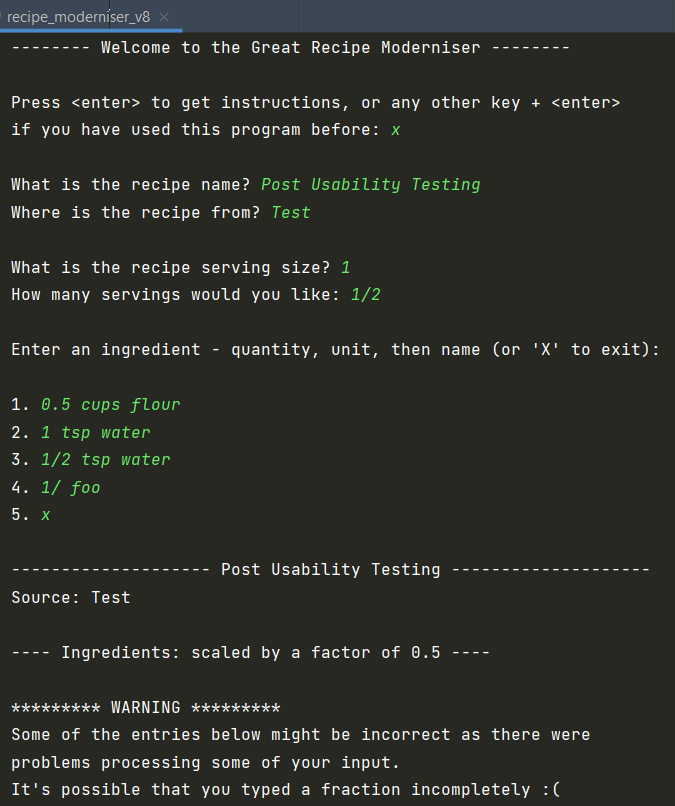 recipe_moderniser_v8
-------- Welcome to the Great Recipe Moderniser --------
Press <enter> to get instructions, or any other key + <enter>
if you have used this program before: x
What is the recipe name? Post Usability Testing
Where is the recipe from? Test
What is the recipe serving size? 1
How many servings would you like: 1/2
Enter an ingredient - quantity, unit, then name (or 'X' to exit):
1. 0.5 cups flour
2. 1 tsp water
3. 1/2 tsp water
4. 1/ foo
5. x
-------------------- Post Usability Testing --------------------
Source: Test
---- Ingredients: scaled by a factor of 0.5 ----
********* WARNING *********
Some of the entries below might be incorrect as there were
problems processing some of your input.
It's possible that you typed a fraction incompletely :(